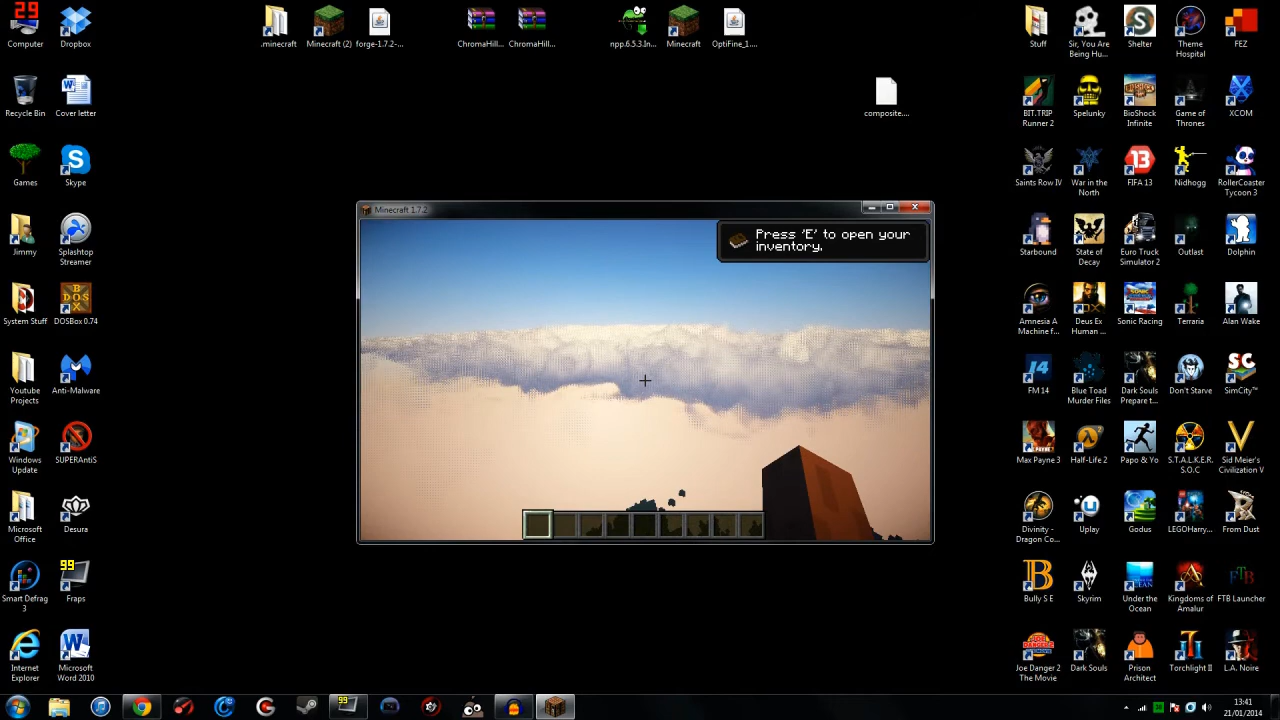 29
Computer
Dropbox
.minecraft
Minecraft (2)
forge-1.7.2-...
ChromaHill...
ChromaHill...
npp.6.5.3.In...
Minecraft
OptiFine_1....
Stuff
Sir, You Are
Being Hu...
Shelter
Theme
Hospital
FEZ
Recycle Bin
Cover letter
composite....
BIT.TRIP
Runner 2
Spelunky
BioShock
Infinite
Game of
Thrones
XCOM
Games
Skype
Saints Row IV
War in the
North
13
FIFA 13
Nidhogg
RollerCoaster
Tycoon 3
Minecraft 1.7.2
Press 'E' to open your
inventory.
Jimmy
Splashtop
Streamer
Starbound
State of
Decay
Euro Truck
Simulator 2
Outlast
Dolphin
System Stuff
DOSBox 0.74
Amnesia A
Machine f...
Deus Ex
Human ...
Sonic Racing
Terraria
Alan Wake
Youtube
Projects
Anti-Malware
J4
FM 14
Blue Toad
Murder Files
Dark Souls
Prepare t...
Don't Starve
SC
SimCity™
Windows
Update
SUPERAntiS
Max Payne 3
Half-Life 2
Papo & Yo
S.T.A.L.K.E.R.
S.O.C
Sid Meier's
Civilization V
Microsoft
Office
Desura
Divinity -
Dragon Co...
Uplay
Godus
LEGOHarry...
From Dust
Smart Defrag
3
99
Fraps
Bully S E
Skyrim
Under the
Ocean
Kingdoms of
Amalur
FTB
FTB Launcher
Internet
Explorer
Microsoft
Word 2010
Joe Danger 2
The Movie
Dark Souls
Prison
Architect
Torchlight II
L.A. Noire
99
13:41
21/01/2014